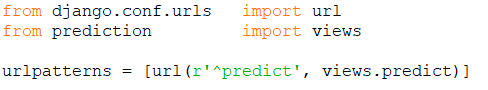 from django.conf.urls   import url
from prediction         import views

urlpatterns = [url(r'^predict', views.predict)]